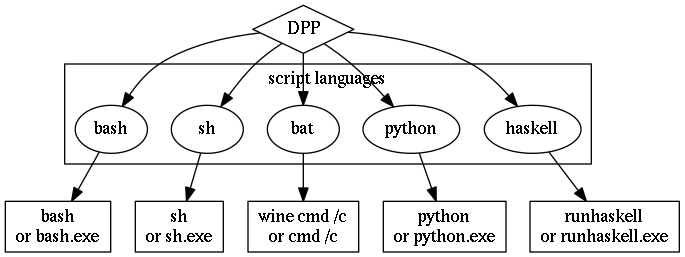 DPP
script languages
bash
sh
bat
python
haskell
bash
or bash.exe
sh
or sh.exe
wine cmd /c
or cmd /c
python
or python.exe
runhaskell
or runhaskell.exe